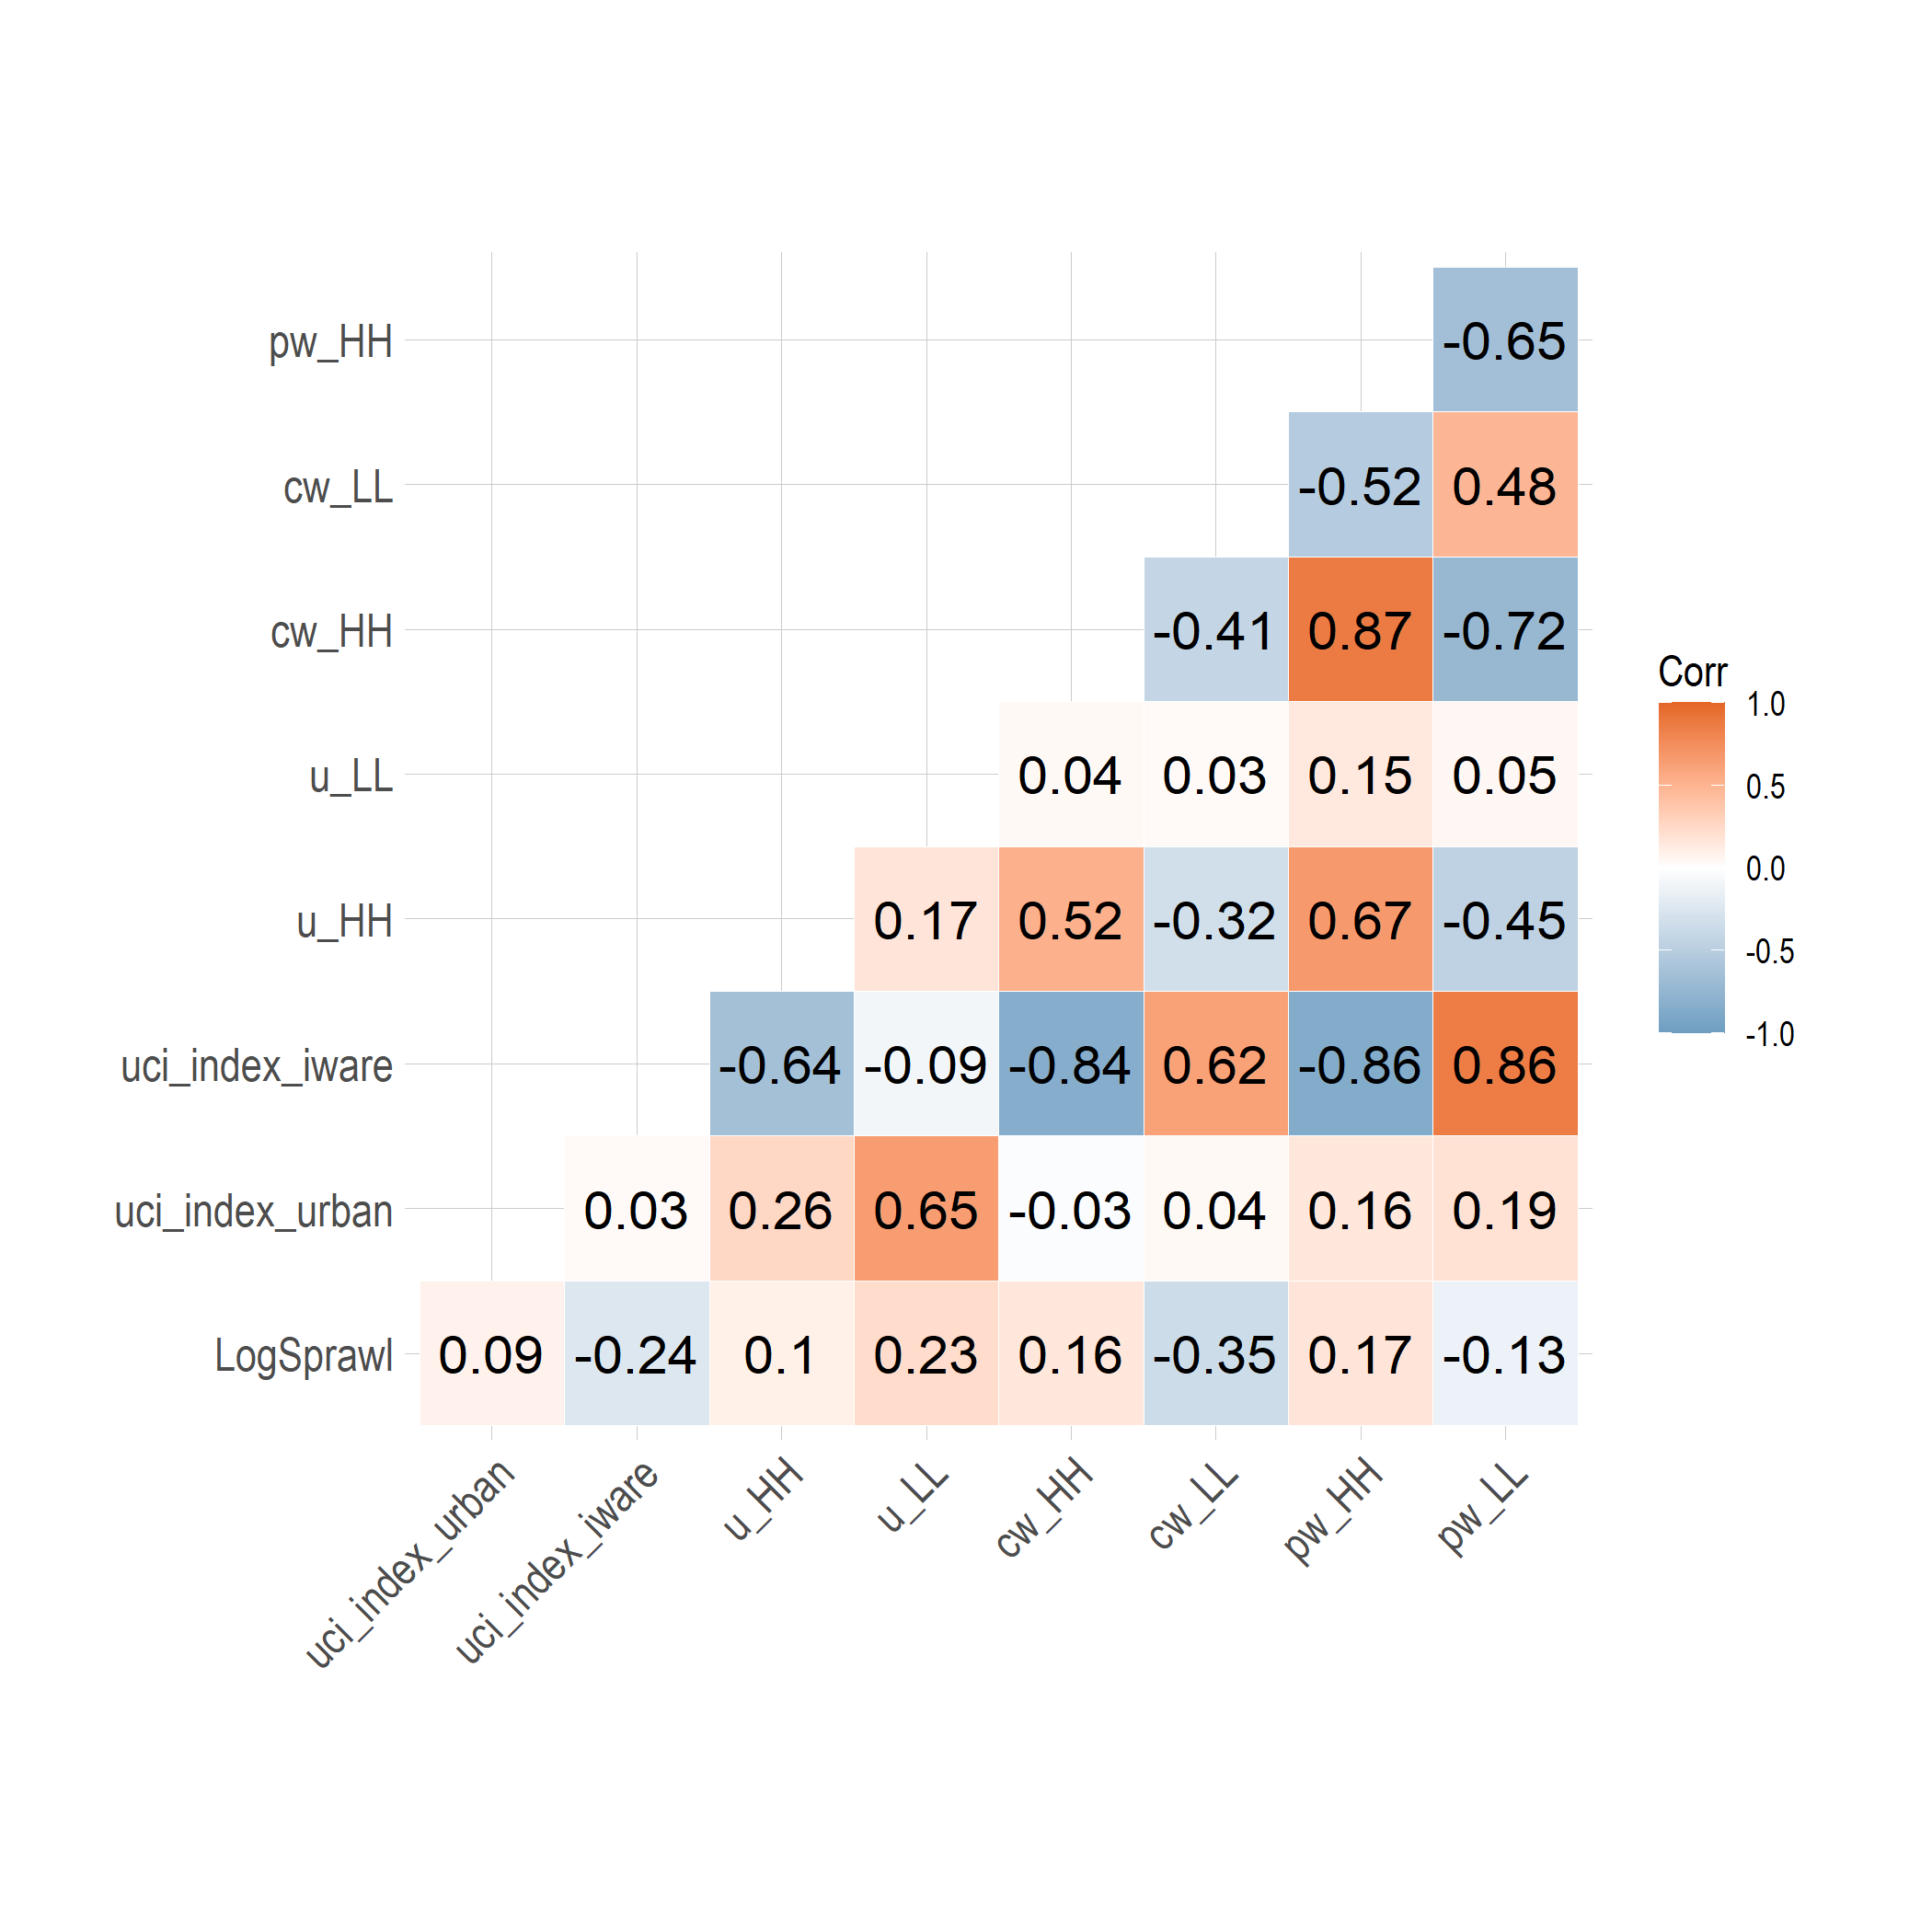 pw_HH -0.65
cw_LL -0.52 0.48
cw_HH -0.41 0.87 -0.72
u_LL 0.04 0.03 0.15 0.05
u_HH 0.17 0.52 -0.32 0.67 -0.45
uci_index_iware -0.64 -0.09 -0.84 0.62 -0.86 0.86
uci_index_urban 0.03 0.26 0.65 -0.03 0.04 0.16 0.19
LogSprawl 0.09 -0.24 0.1 0.23 0.16 -0.35 0.17 -0.13
uci_index_urban
uci_index_iware
u_HH
u_LL
cw_HH
cw_LL
pw_HH
pw_LL
Corr
1.0
0.5
0.0
-0.5
-1.0